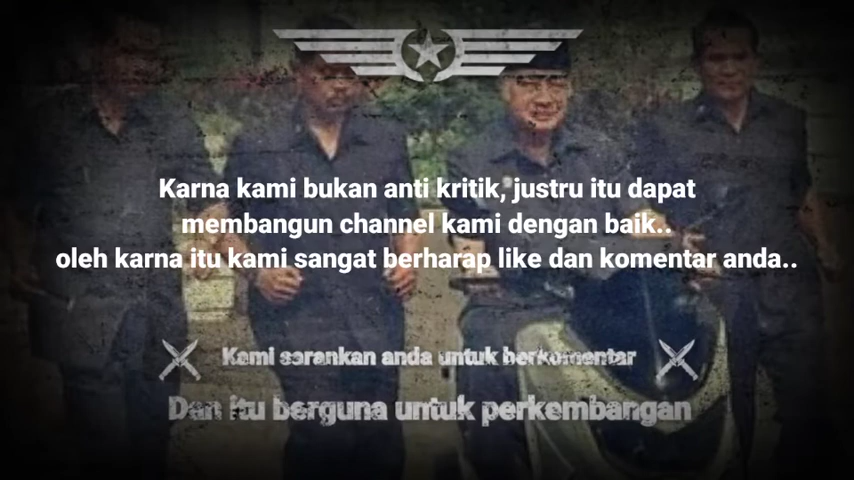 Karna kami bukan anti kritik, justru itu dapat
membangun channel kami dengan baik..
oleh karna itu kami sangat berharap like dan komentar anda..
Kami sarankan anda untuk berkomentar
Dan itu berguna untuk perkembangan